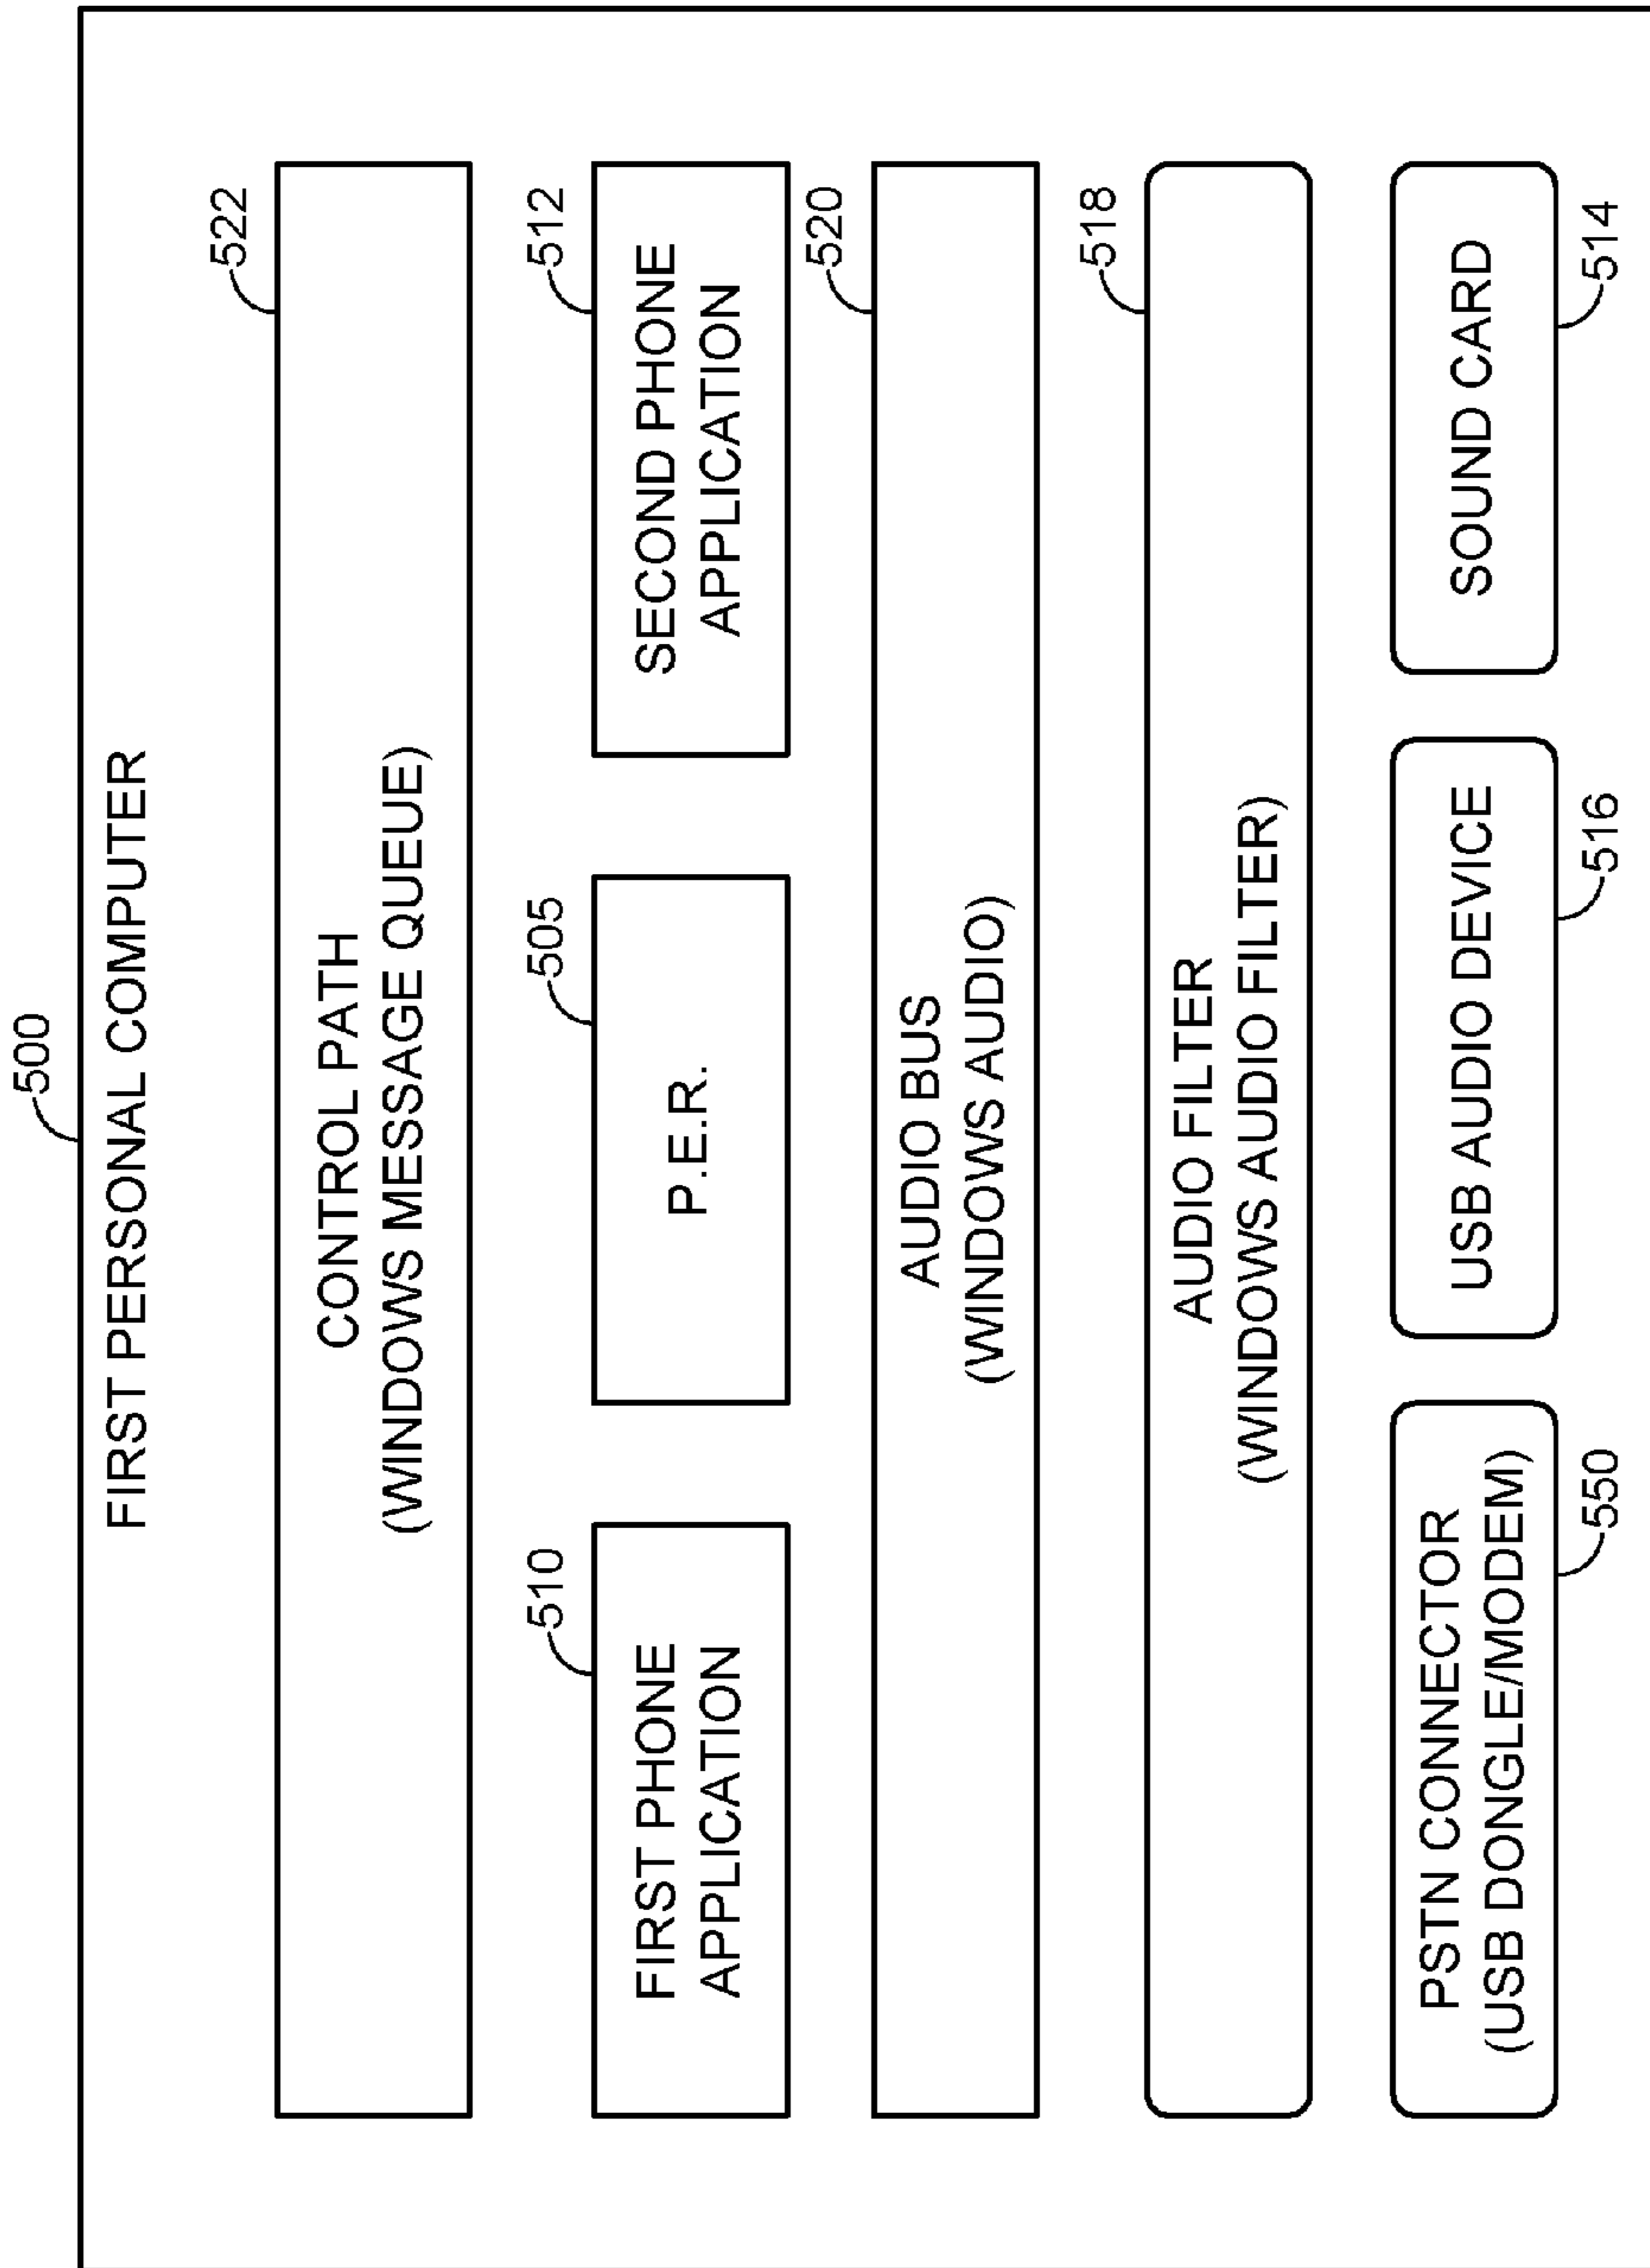 500
FIRST PERSONAL COMPUTER
522
CONTROL PATH
(WINDOWS MESSAGE QUEUE)
510
FIRST PHONE
APPLICATION
505
P.E.R.
512
SECOND PHONE
APPLICATION
520
AUDIO BUS
(WINDOWS AUDIO)
518
AUDIO FILTER
(WINDOWS AUDIO FILTER)
PSTN CONNECTOR
(USB DONGLE/MODEM)
550
USB AUDIO DEVICE
516
SOUND CARD
514